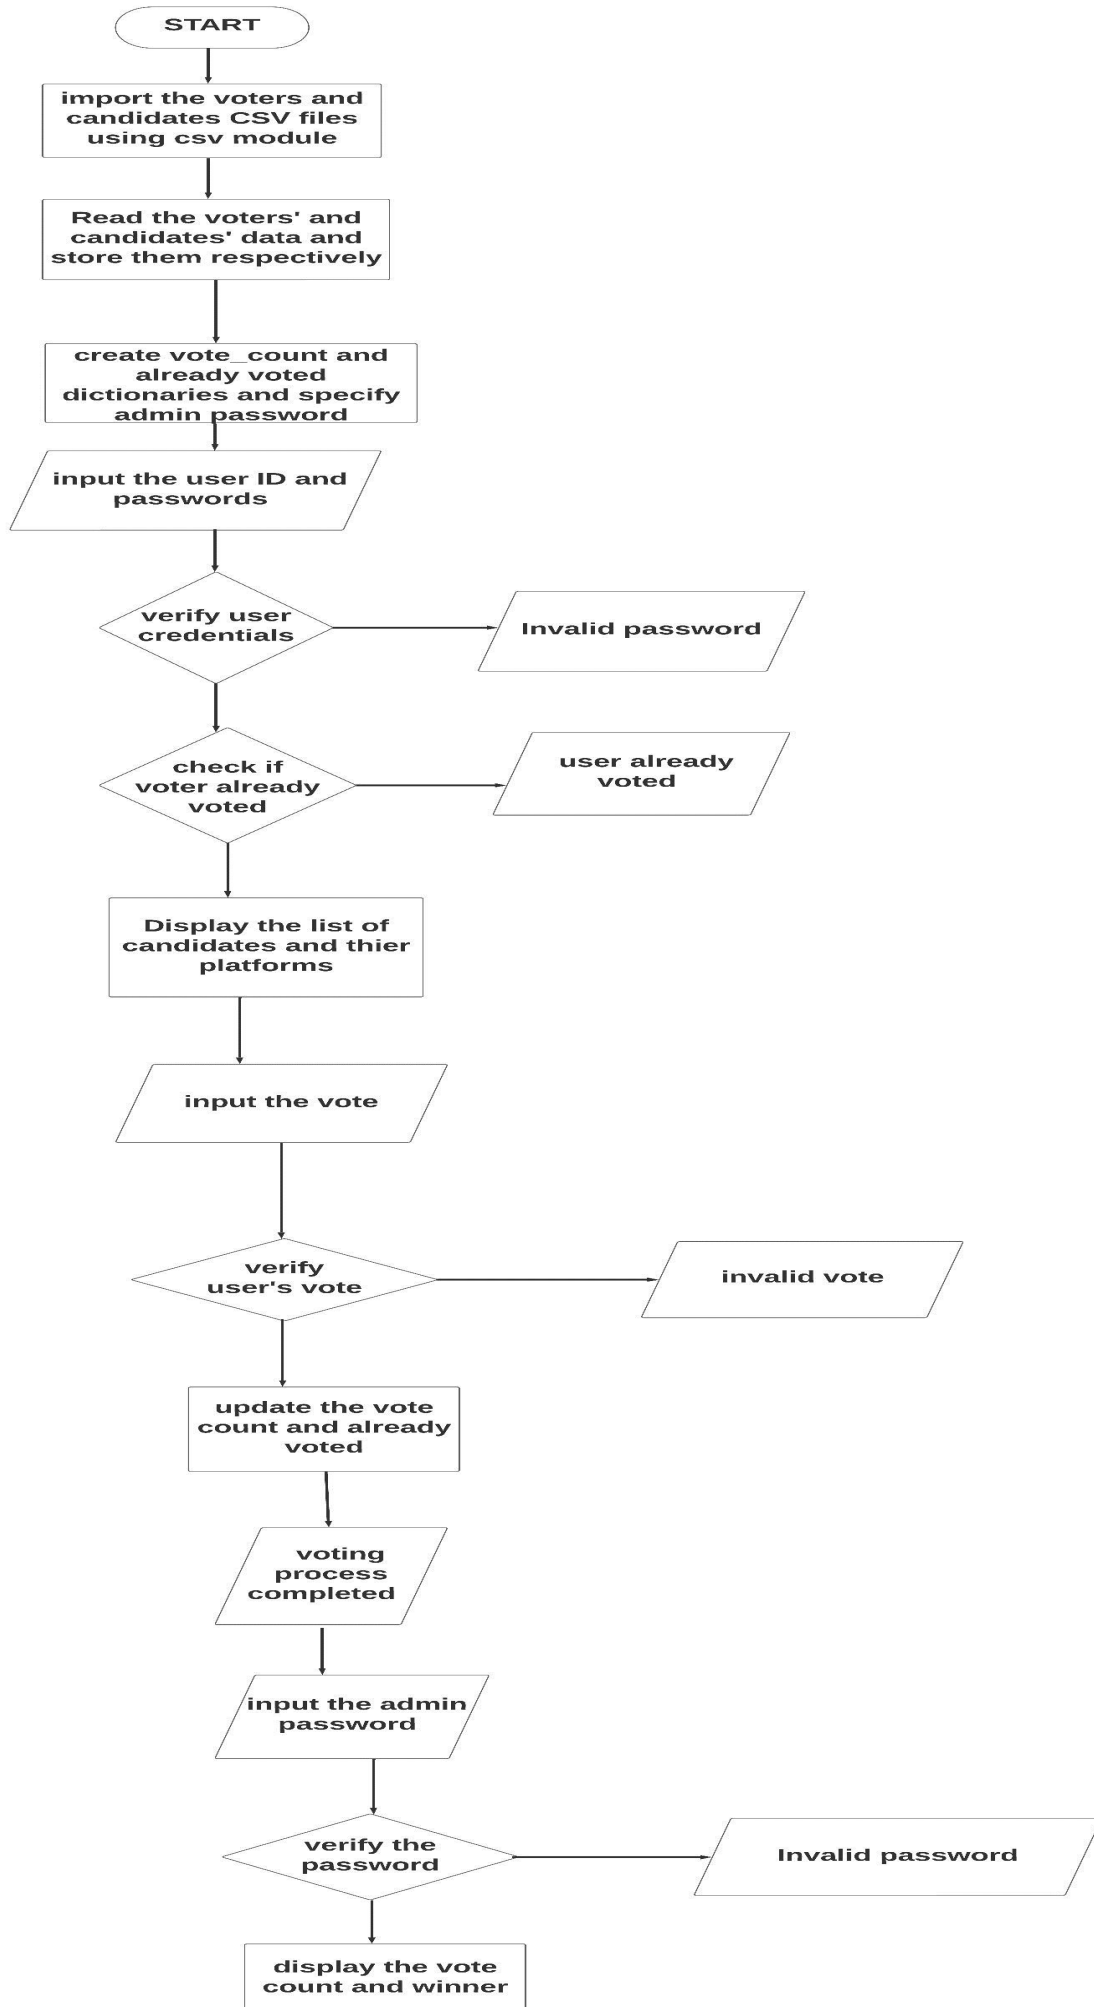 START
import the voters and
candidates CSV files
using csv module
Read the voters' and
candidates' data and
store them respectively
create vote_count and
already voted
dictionaries and specify
admin password
input the user ID and
passwords
verify user
credentials
Invalid password
check if
voter already
voted
user already
voted
Display the list of
candidates and thier
platforms
input the vote
verify
user's vote
invalid vote
update the vote
count and already
voted
voting
process
completed
input the admin
password
verify the
password
Invalid password
display the vote
count and winner